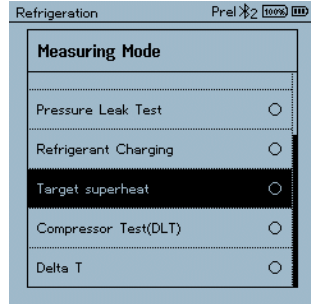 Refrigeration Prel 2 100%
Measuring Mode
Pressure Leak Test
Refrigerant Charging
Target superheat
Compressor Test(DLT)
Delta T